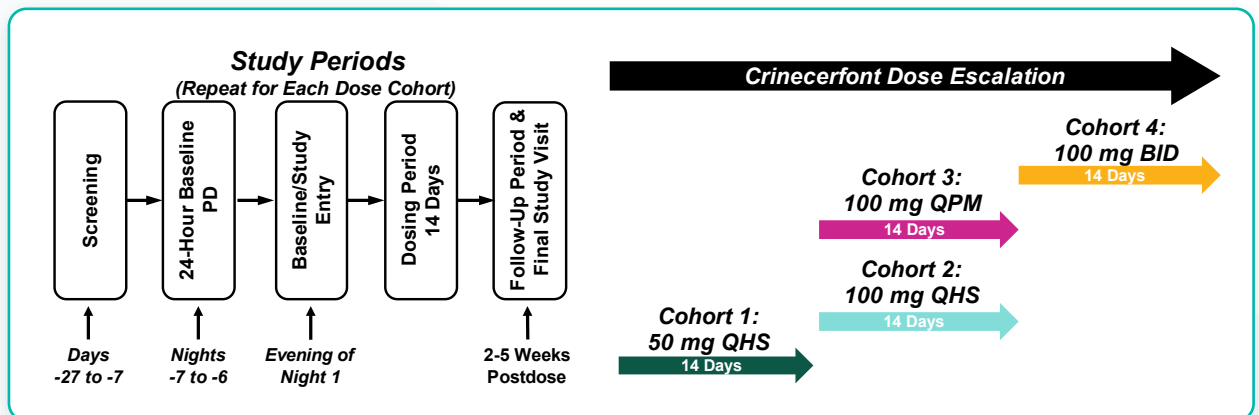 Study Periods
(Repeat for Each Dose Cohort)
Screening
24-Hour Baseline
PD
Baseline/Study
Entry
Dosing Period
14 Days
Follow-Up Period &
Final Study Visit
Days
-27 to -7
Nights
-7 to -6
Evening of
Night 1
2-5 Weeks
Postdose
Crinecerfont Dose Escalation
Cohort 4:
100 mg BID
14 Days
Cohort 3:
100 mg QPM
14 Days
Cohort 2:
100 mg QHS
14 Days
Cohort 1:
50 mg QHS
14 Days